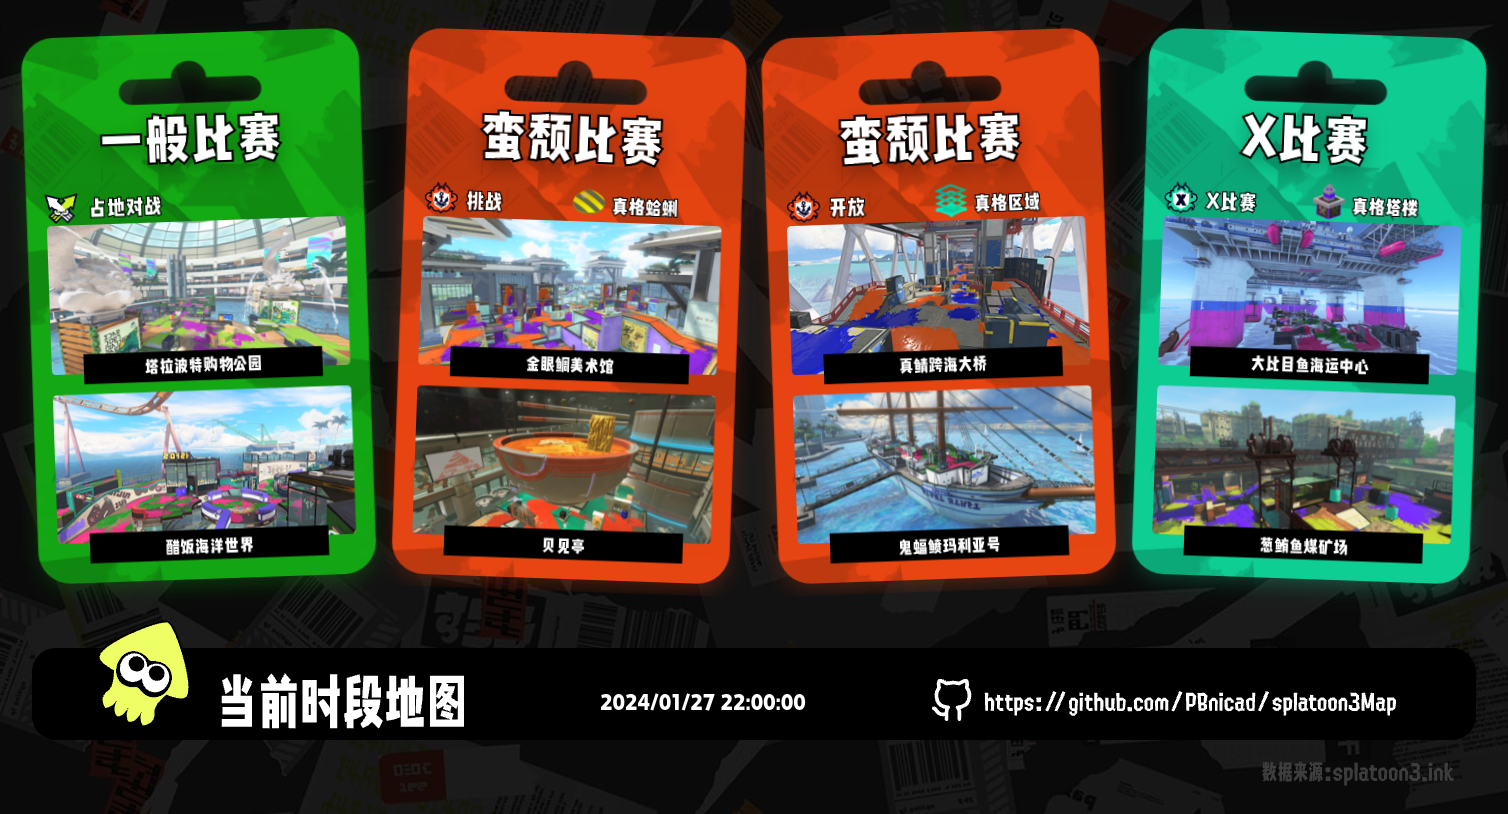 一般比赛
占地对战
塔拉波特购物公园
醋饭海洋世界
蛮颓比赛
挑战
真格蛤蜊
金眼鲷美术馆
贝见亭
蛮颓比赛
开放
真格区域
真鲭跨海大桥
鬼蝠鲼玛利亚号
X比赛
X比赛
真格塔楼
大比目鱼海运中心
葱鲔鱼煤矿场
当前时段地图
2024/01/27 22:00:00
https://github.com/PBnicad/splatoon3Map
数据来源:splatoon3.ink